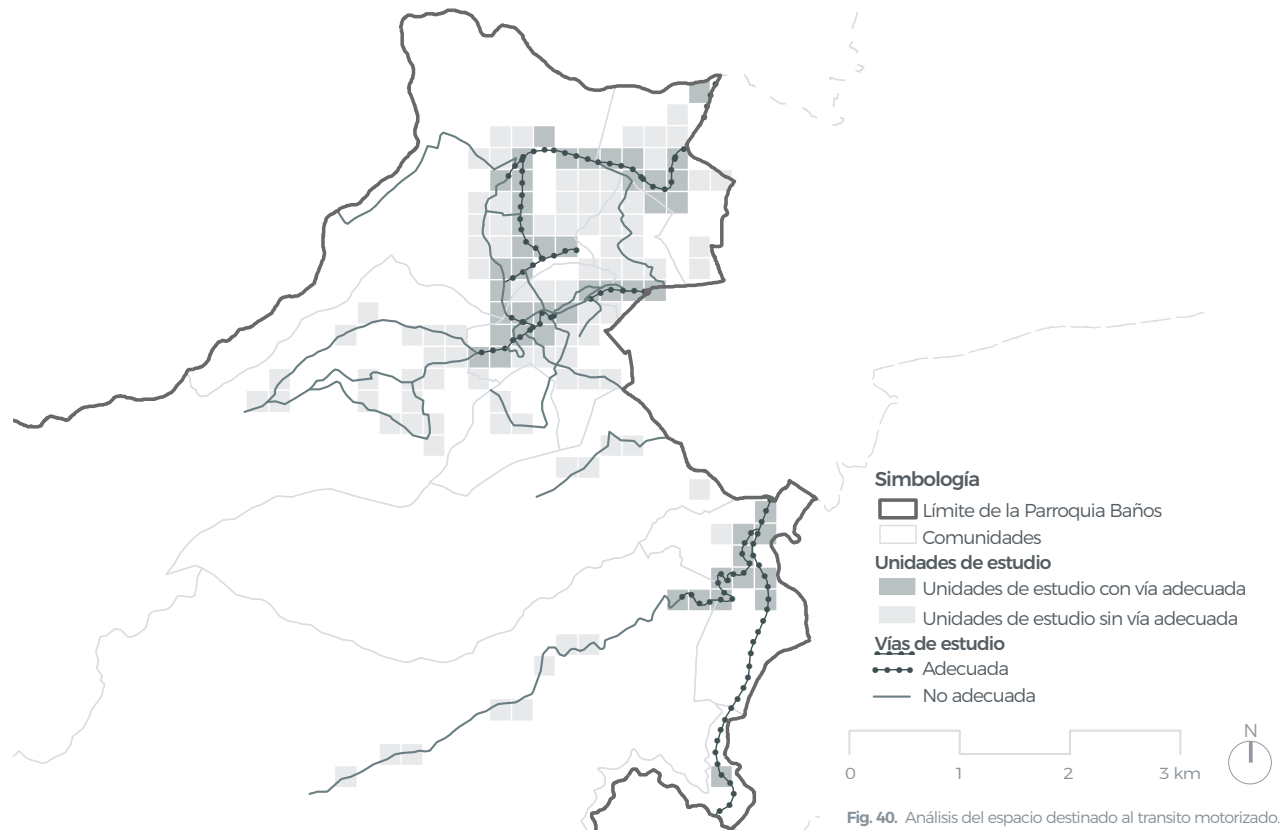 Simbología
Límite de la Parroquia Baños
Comunidades
Unidades de estudio
Unidades de estudio con vía adecuada
Unidades de estudio sin vía adecuada
Vías de estudio
Adecuada
No adecuada
N
0 1 2 3 km
Fig. 40. Análisis del espacio destinado al transito motorizado.